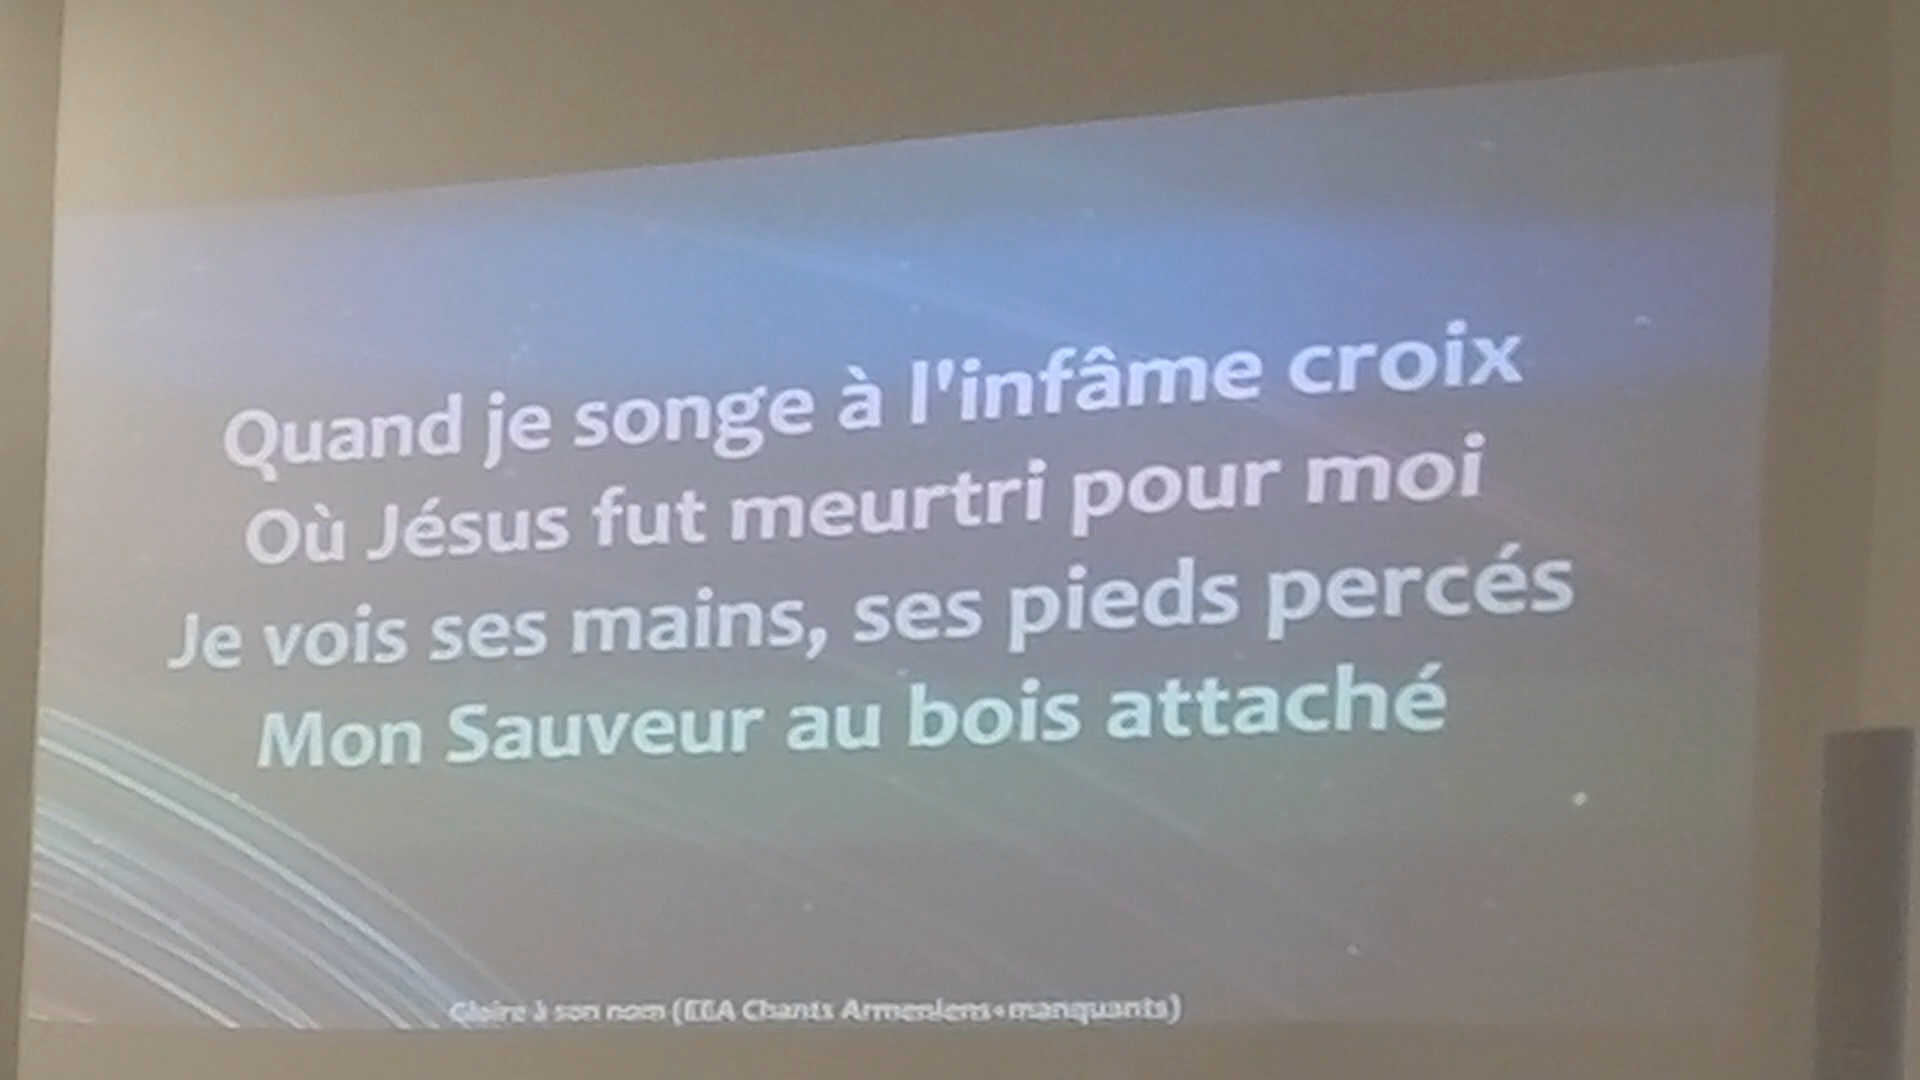 Quand je songe à l'infâme croix
Où Jésus fut meurtri pour moi
Je vois ses mains, ses pieds percés
Mon Sauveur au bois attaché
Gloire à son nom (EEA Chants Armeniens+manquants)